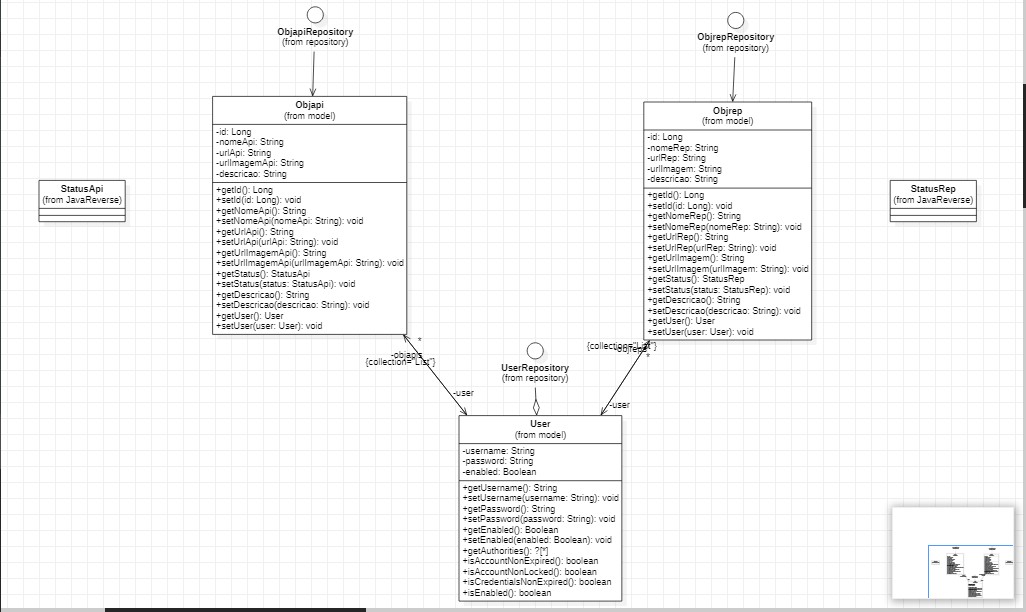 ObjapiRepository
(from repository)
ObjrepRepository
(from repository)
Objapi
(from model)
-id: Long
-nomeApi: String
-urlApi: String
-urlImagemApi: String
-descricao: String
+getId(): Long
+setId(id: Long): void
+getNomeApi(): String
+setNomeApi(nomeApi: String): void
+getUrlApi(): String
+setUrlApi(urlApi: String): void
+getUrlImagemApi(): String
+setUrlImagemApi(urlImagemApi: String): void
+getStatus(): StatusApi
+setStatus(status: StatusApi): void
+getDescricao(): String
+setDescricao(descricao: String): void
+getUser(): User
+setUser(user: User): void
Objrep
(from model)
-id: Long
-nomeRep: String
-urlRep: String
-urlImagem: String
-descricao: String
+getId(): Long
+setId(id: Long): void
+getNomeRep(): String
+setNomeRep(nomeRep: String): void
+getUrlRep(): String
+setUrlRep(urlRep: String): void
+getUrlImagem(): String
+setUrlImagem(urlImagem: String): void
+getStatus(): StatusRep
+setStatus(status: StatusRep): void
+getDescricao(): String
+setDescricao(descricao: String): void
+getUser(): User
+setUser(user: User): void
StatusApi
(from JavaReverse)
StatusRep
(from JavaReverse)
*
-objapis
{collection="List"}
-user
{collection="List"}
*
-user
UserRepository
(from repository)
User
(from model)
-username: String
-password: String
-enabled: Boolean
+getUsername(): String
+setUsername(username: String): void
+getPassword(): String
+setPassword(password: String): void
+getEnabled(): Boolean
+setEnabled(enabled: Boolean): void
+getAuthorities(): ?[*]
+isAccountNonExpired(): boolean
+isAccountNonLocked(): boolean
+isCredentialsNonExpired(): boolean
+isEnabled(): boolean